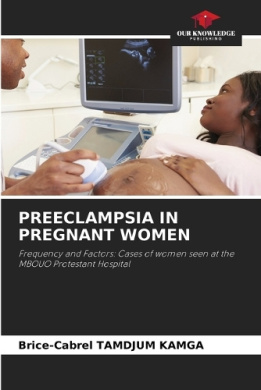 OUR KNOWLEDGE
PUBLISHING
PREECLAMPSIA IN
PREGNANT WOMEN
Frequency and Factors: Cases of women seen at the
MBOUO Protestant Hospital
Brice-Cabrel TAMDJUM KAMGA